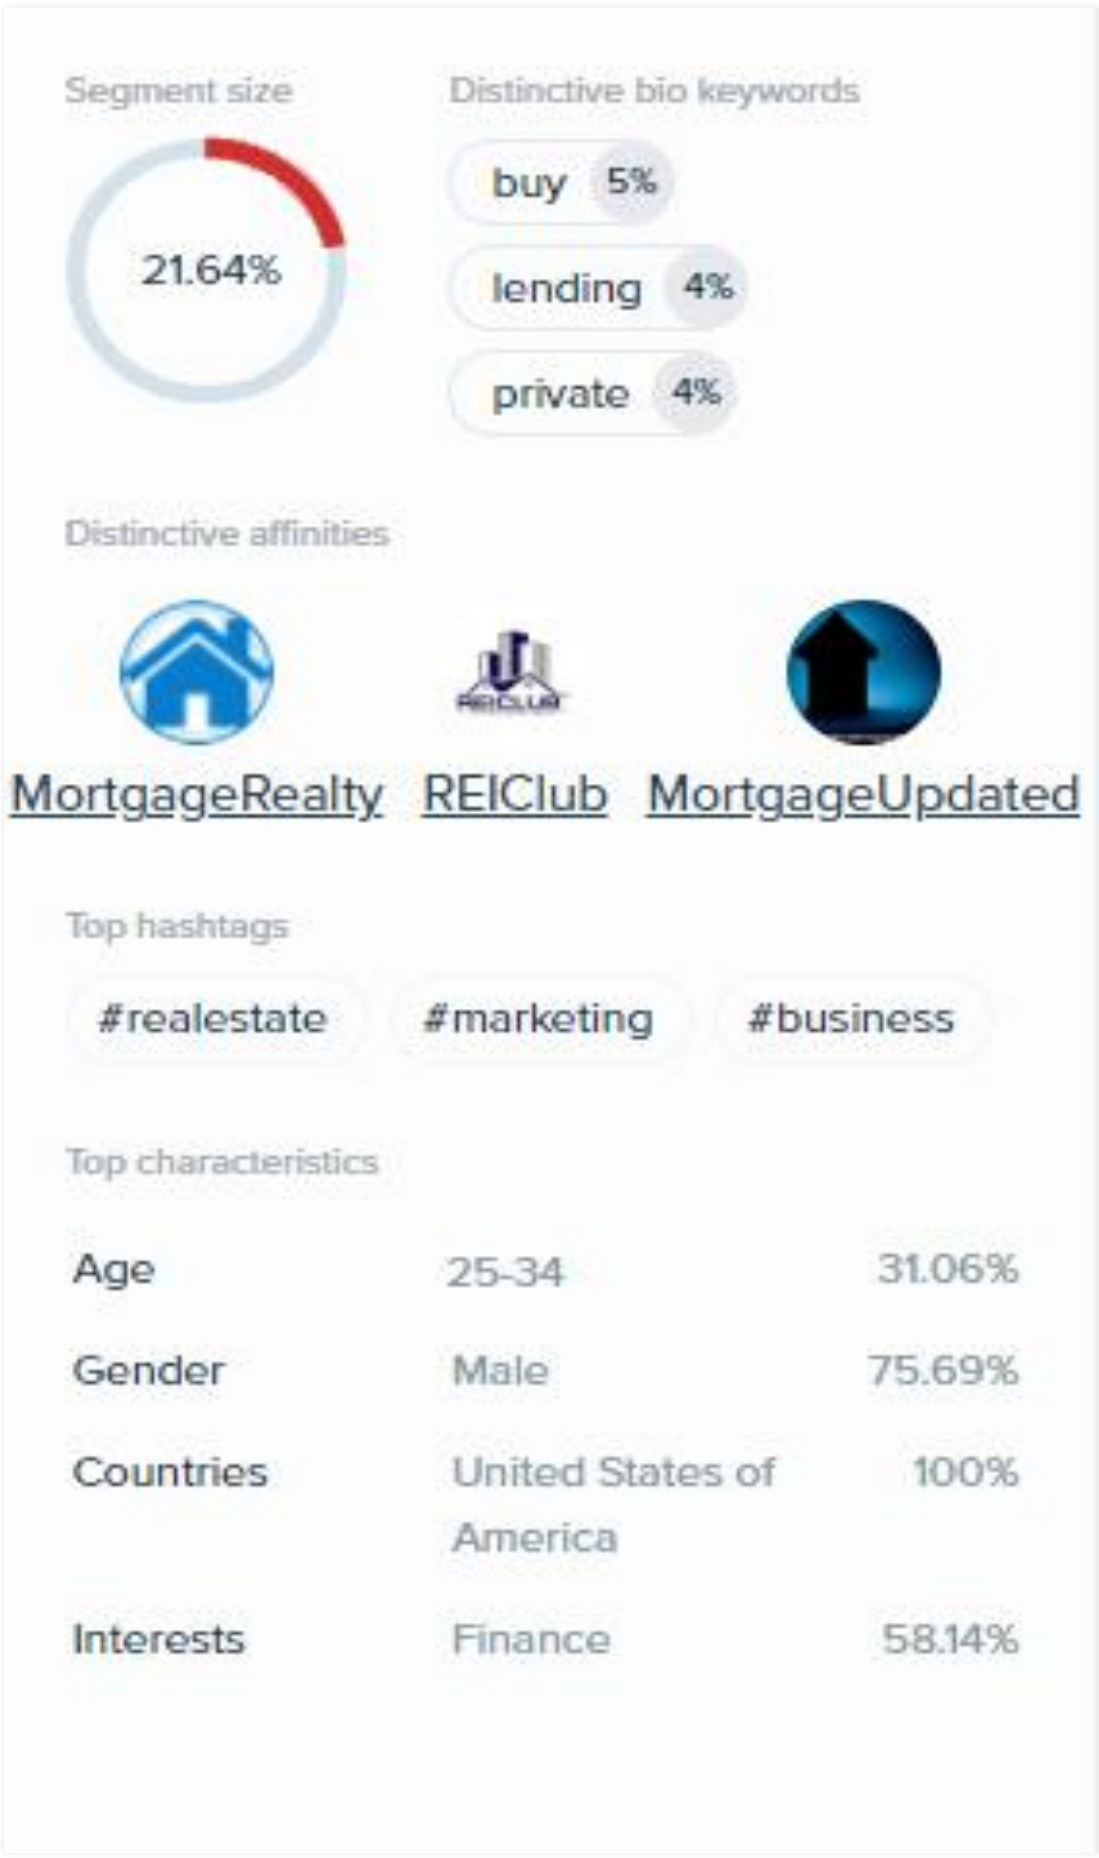 Segment size
Distinctive bio keywords
21.64%
buy 5%
lending 4%
private 4%
Distinctive affinities
REICLUB
MortgageRealty REIClub MortgageUpdated
Top hashtags
#realestate #marketing #business
Top characteristics
Age 25-34 31.06%
Gender Male 75.69%
Countries United States of 100%
America
Interests Finance 58.14%